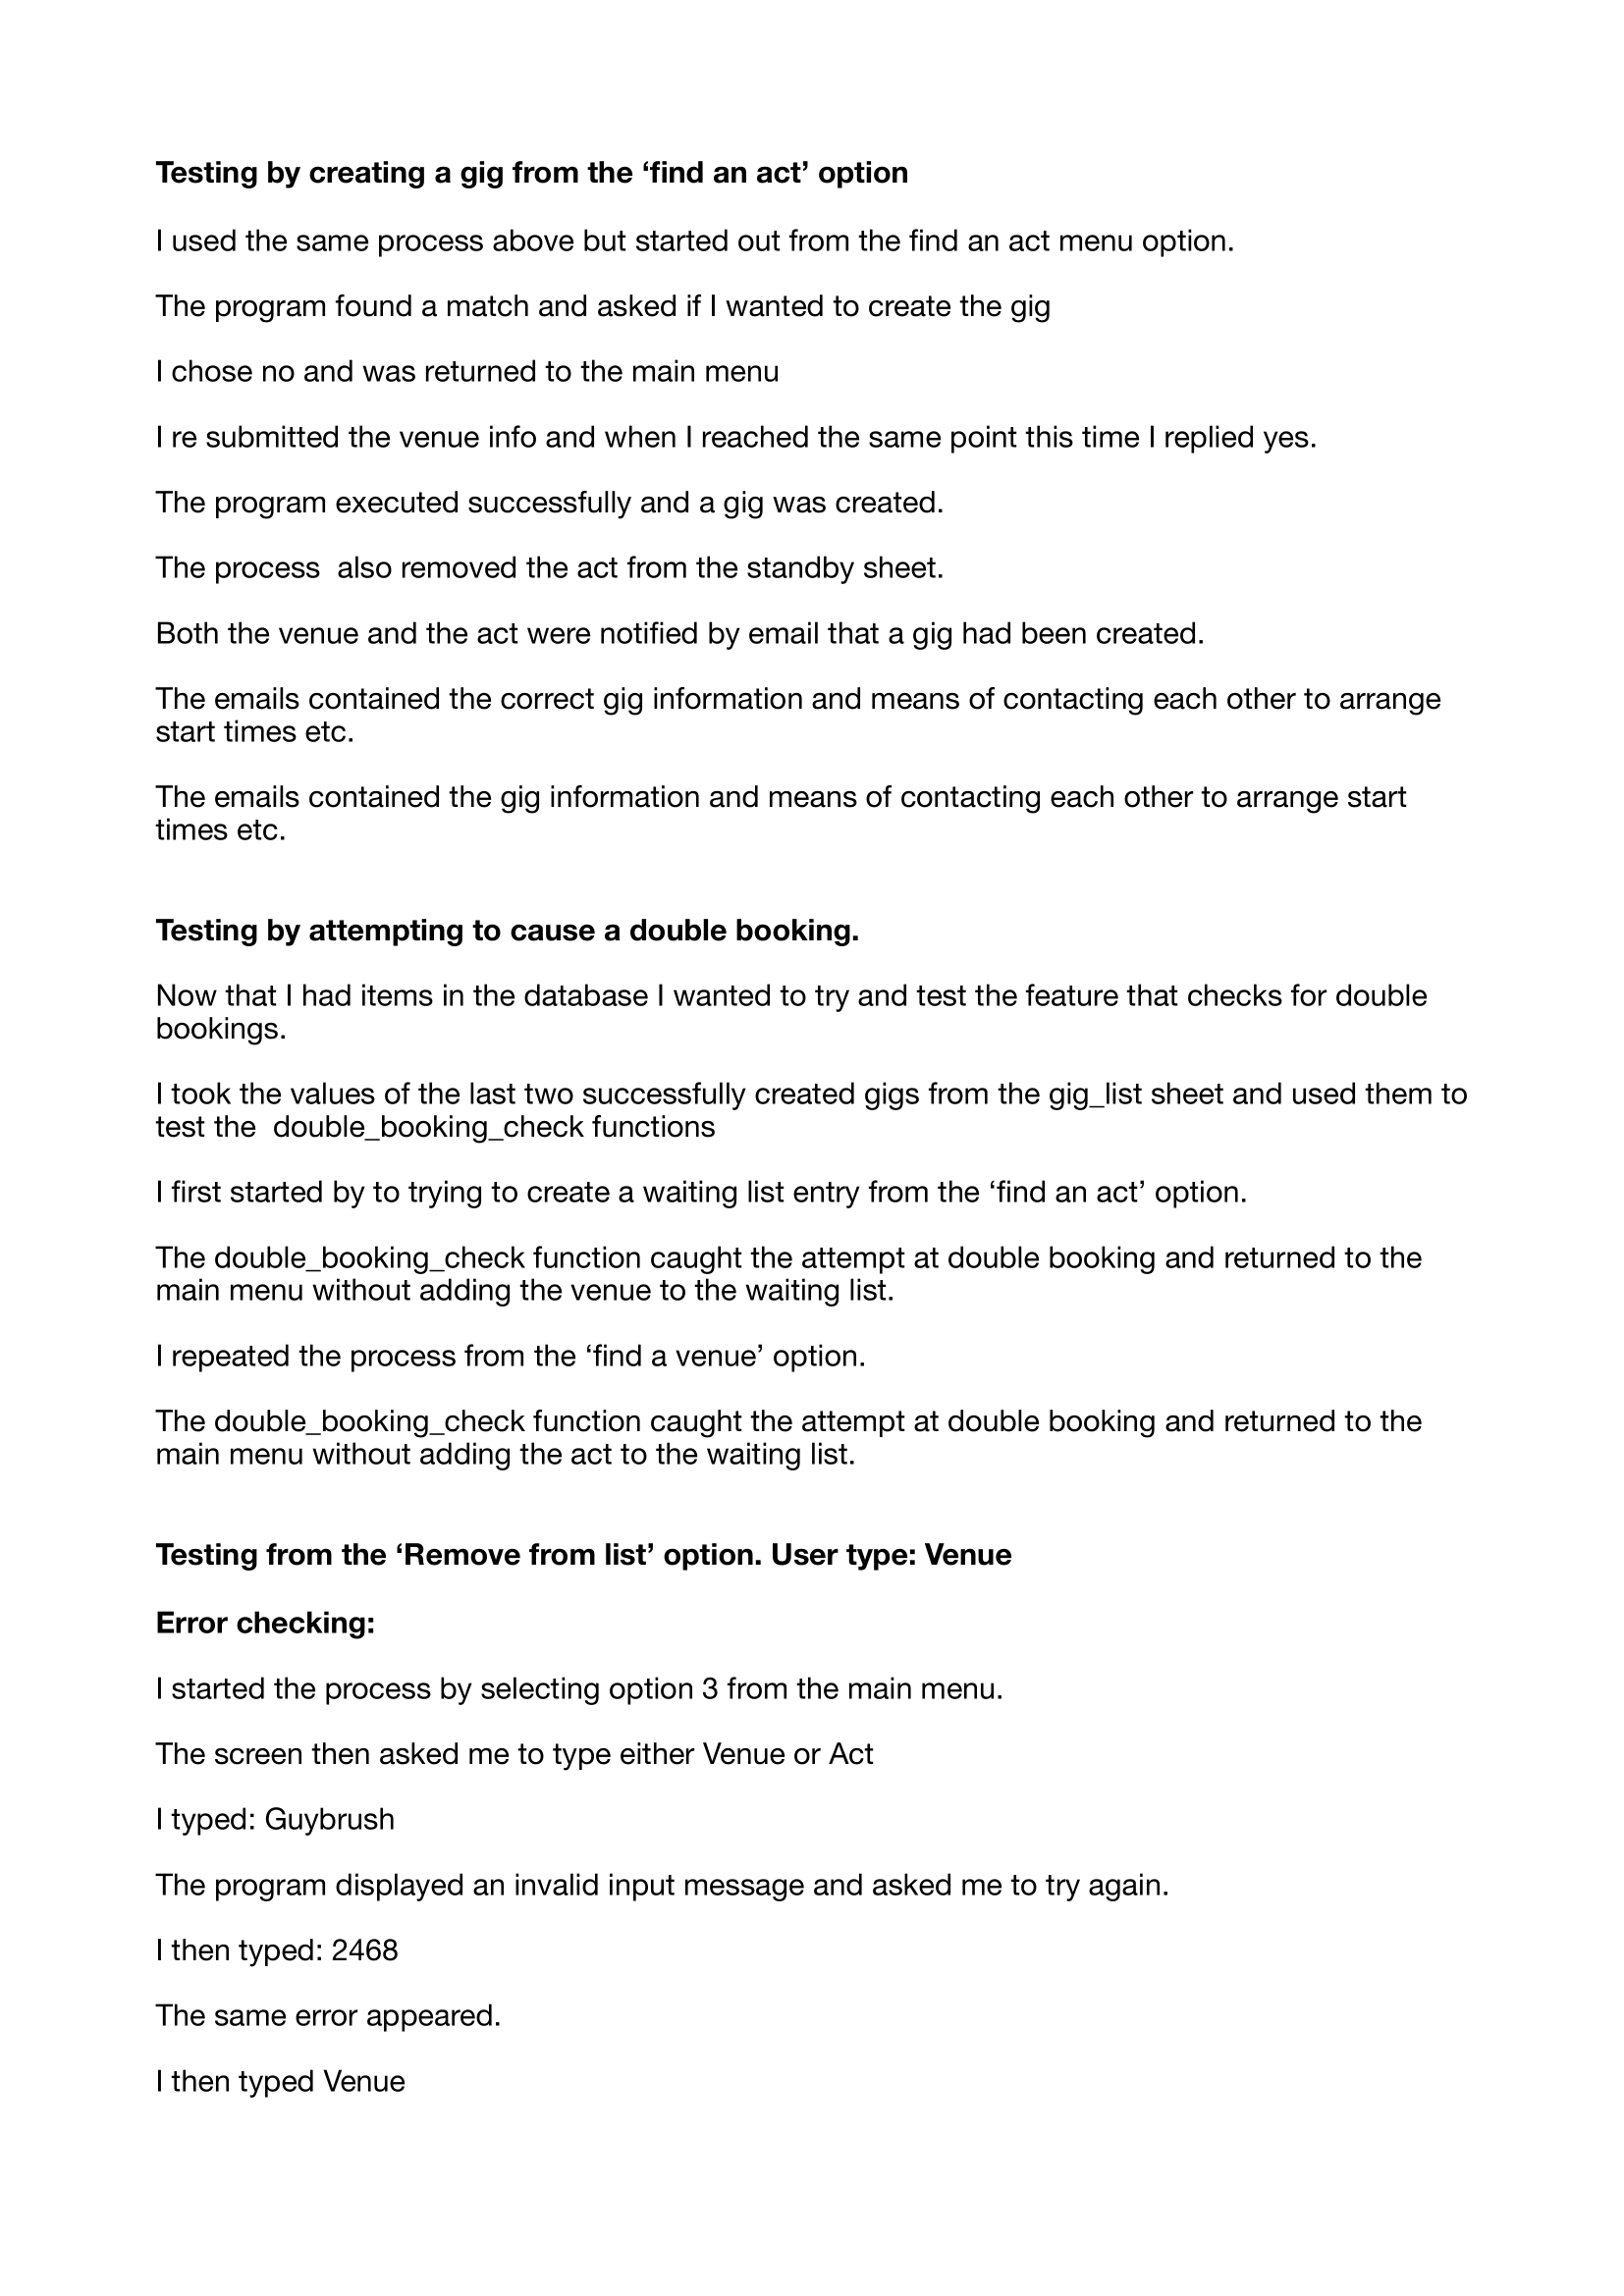 Testing by creating a gig from the ‘find an act’ option
I used the same process above but started out from the find an act menu option.
The program found a match and asked if I wanted to create the gig
I chose no and was returned to the main menu
I re submitted the venue info and when I reached the same point this time I replied yes.
The program executed successfully and a gig was created.
The process  also removed the act from the standby sheet.
Both the venue and the act were notified by email that a gig had been created.
The emails contained the correct gig information and means of contacting each other to arrange
start times etc.
The emails contained the gig information and means of contacting each other to arrange start
times etc.
Testing by attempting to cause a double booking.
Now that I had items in the database I wanted to try and test the feature that checks for double
bookings.
I took the values of the last two successfully created gigs from the gig_list sheet and used them to
test the  double_booking_check functions
I first started by to trying to create a waiting list entry from the ‘find an act’ option.
The double_booking_check function caught the attempt at double booking and returned to the
main menu without adding the venue to the waiting list.
I repeated the process from the ‘find a venue’ option.
The double_booking_check function caught the attempt at double booking and returned to the
main menu without adding the act to the waiting list.
Testing from the ‘Remove from list’ option. User type: Venue
Error checking:
I started the process by selecting option 3 from the main menu.
The screen then asked me to type either Venue or Act
I typed: Guybrush
The program displayed an invalid input message and asked me to try again.
I then typed: 2468
The same error appeared.
I then typed Venue